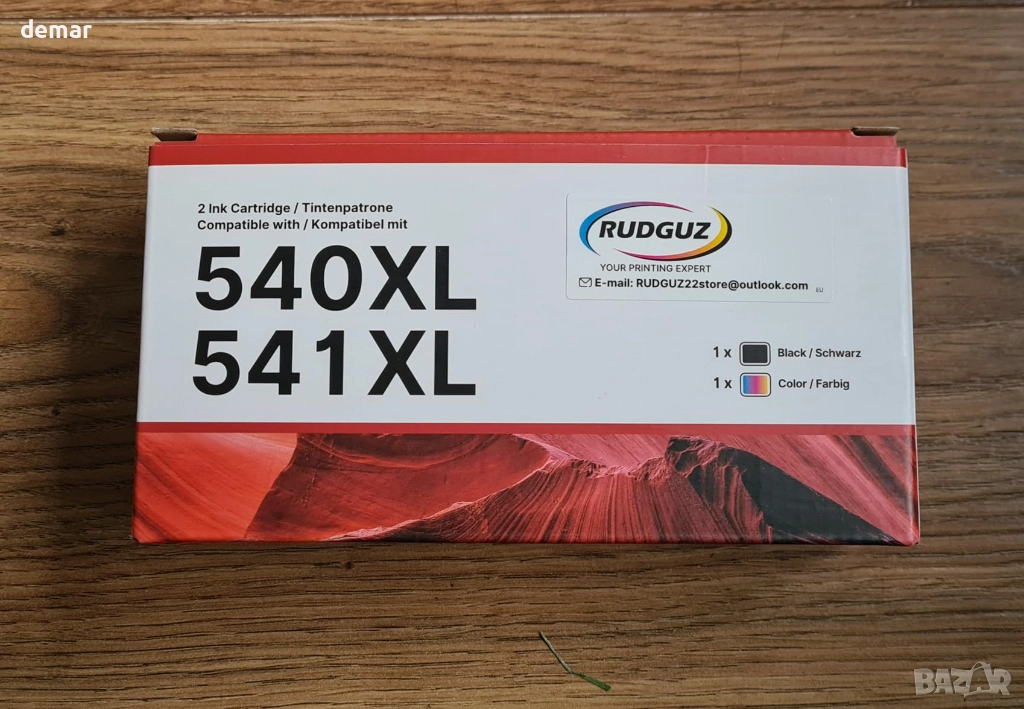 demar
2 Ink Cartridge / Tintenpatrone
Compatible with / Kompatibel mit
540XL
541XL
RUDGUZ
YOUR PRINTING EXPERT
E-mail: RUDGUZ22store@outlook.com
EU
1 x Black / Schwarz
1 x Color / Farbig
BAZAR